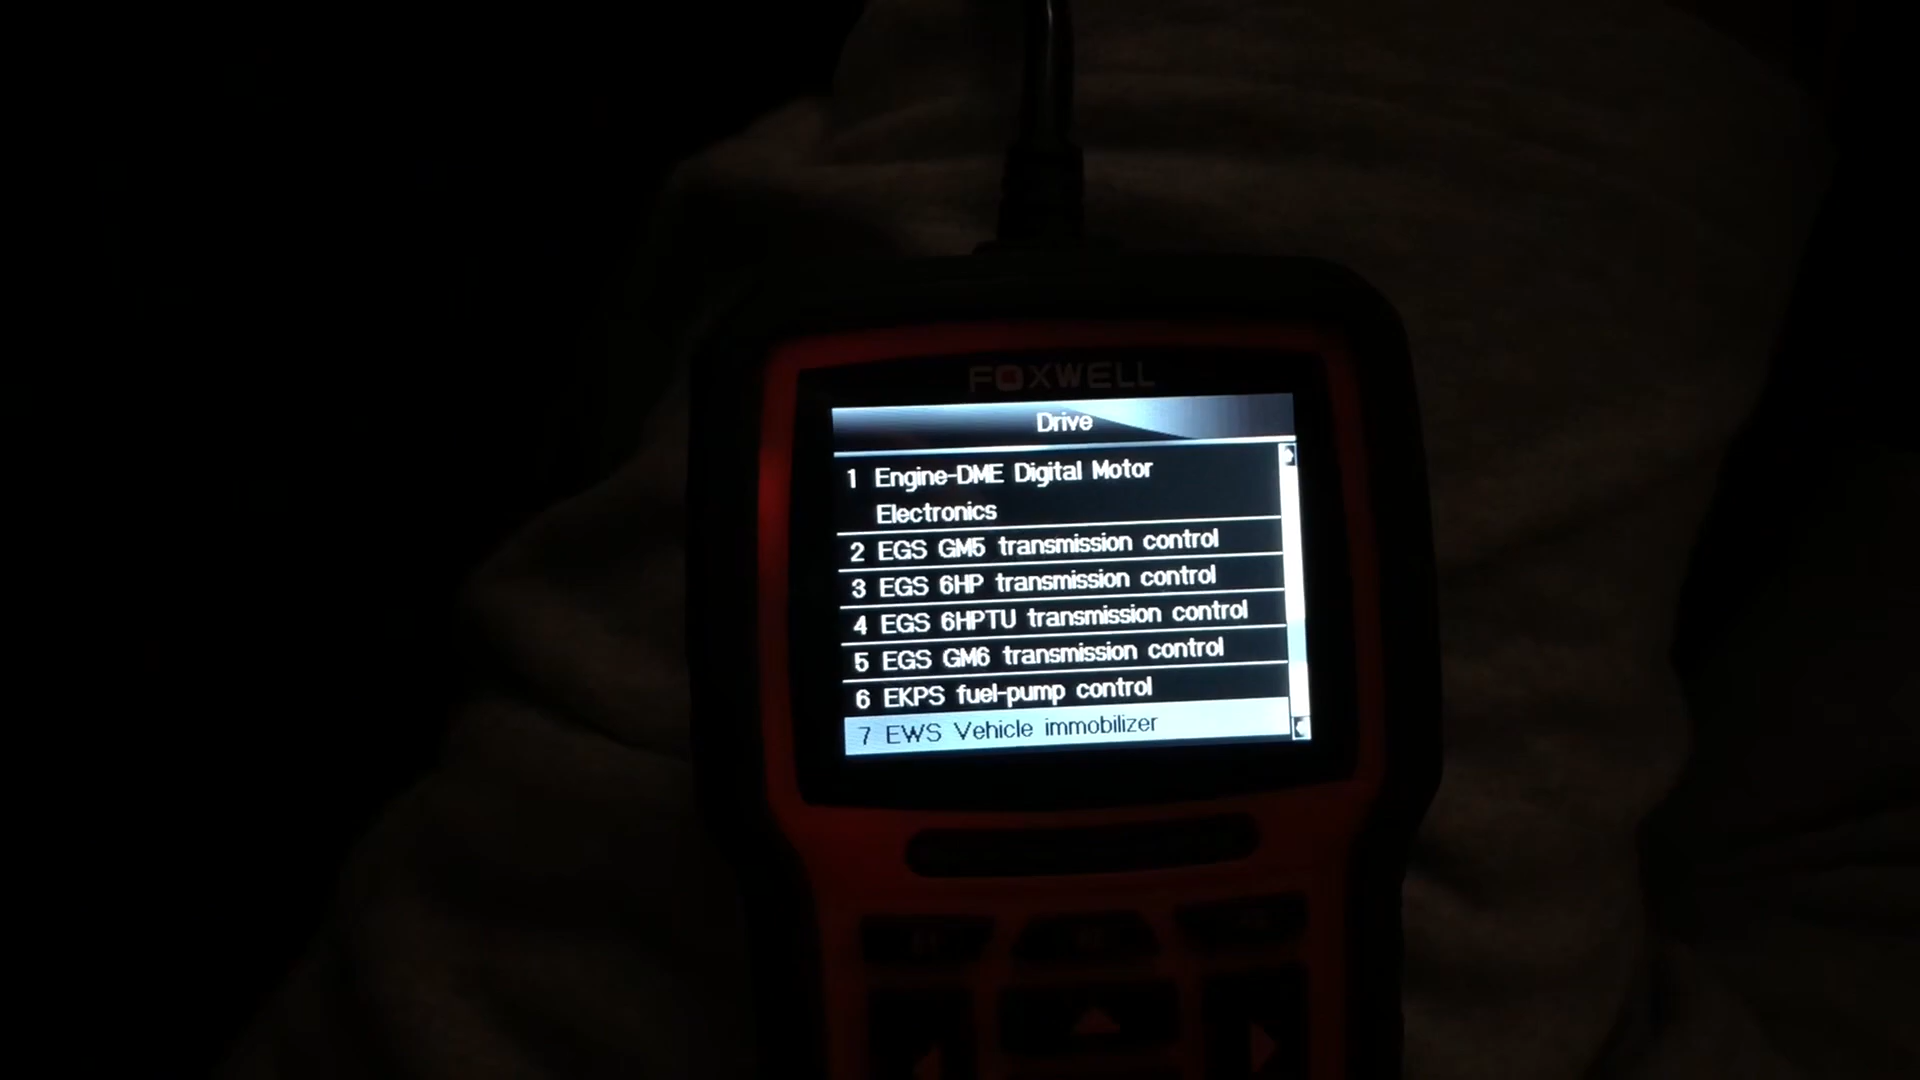 FOXWELL
Drive
1 Engine-DME Digital Motor
Electronics
2 EGS GM5 transmission control
3 EGS 6HP transmission control
4 EGS 6HPTU transmission control
5 EGS GM6 transmission control
6 EKPS fuel-pump control
7 EWS Vehicle immobilizer